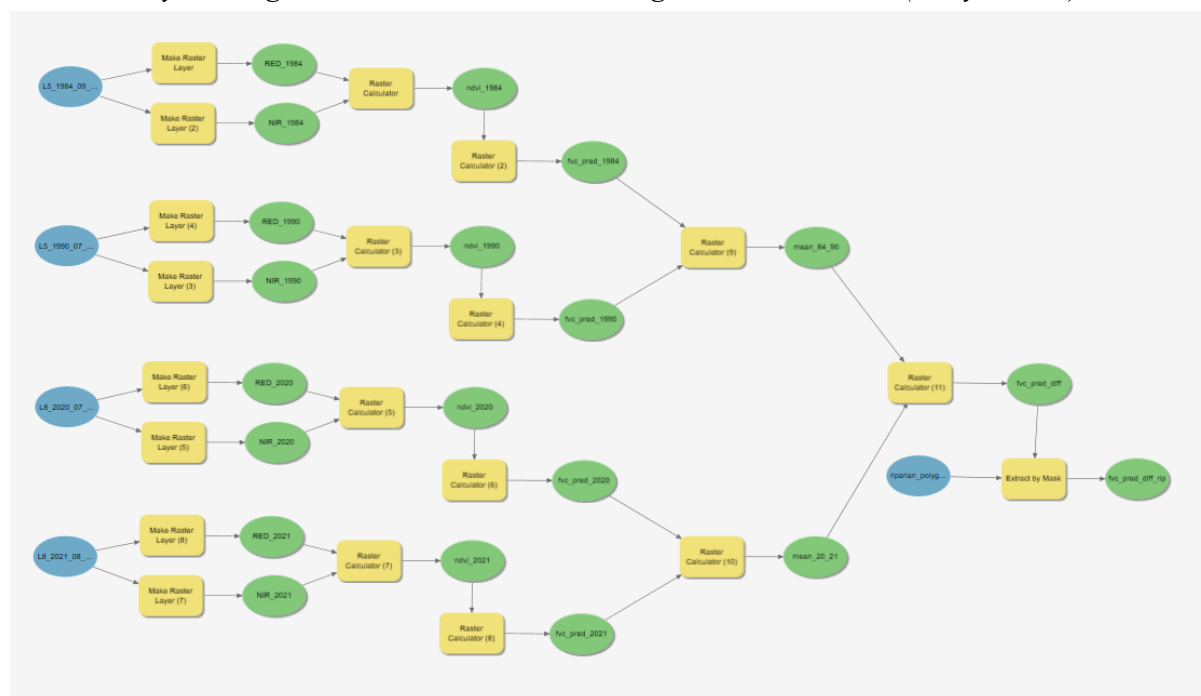 Make Raster
Layer
RED_1984
L5_1984_09_...
Raster
Calculator
ndvi_1984
Make Raster
Layer (2)
NIR_1984
Raster
Calculator (2)
fvc_pred_1984
Make Raster
Layer (4)
RED_1990
L5_1990_07_...
Raster
Calculator (3)
ndvi_1990
Make Raster
Layer (3)
NIR_1990
Raster
Calculator (9)
mean_84_90
Raster
Calculator (4)
fvc_pred_1990
Make Raster
Layer (6)
RED_2020
L8_2020_07_...
Raster
Calculator (5)
ndvi_2020
Make Raster
Layer (5)
NIR_2020
Raster
Calculator (11)
fvc_pred_diff
Raster
Calculator (6)
fvc_pred_2020
riparian_polyg...
Extract by Mask
fvc_pred_diff_rip
Make Raster
Layer (8)
RED_2021
L8_2021_08_...
Raster
Calculator (7)
ndvi_2021
Make Raster
Layer (7)
NIR_2021
Raster
Calculator (10)
mean_20_21
Raster
Calculator (8)
fvc_pred_2021